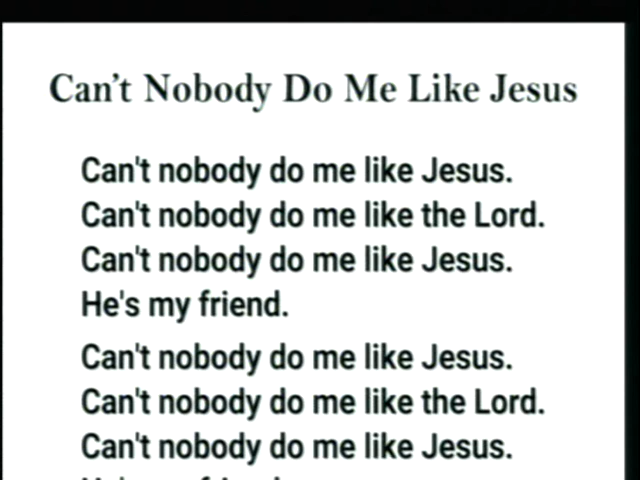 Can't Nobody Do Me Like Jesus
Can't nobody do me like Jesus.
Can't nobody do me like the Lord.
Can't nobody do me like Jesus.
He's my friend.
Can't nobody do me like Jesus.
Can't nobody do me like the Lord.
Can't nobody do me like Jesus.